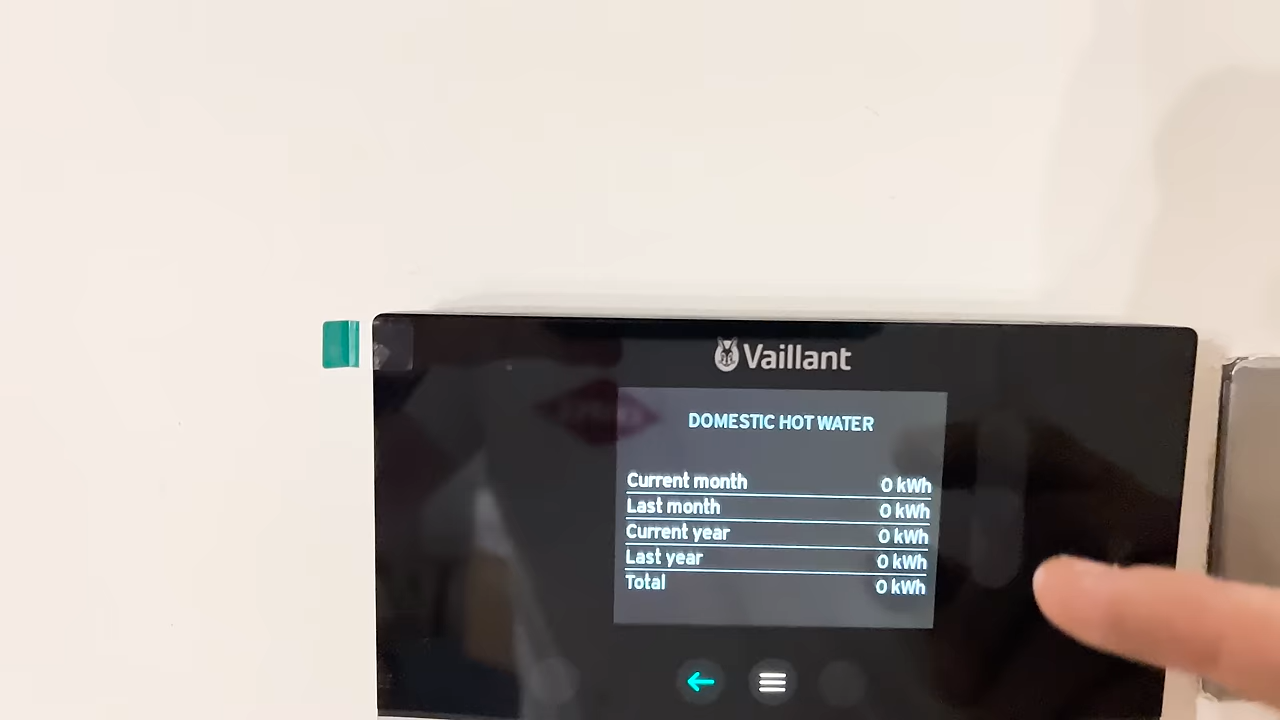 Vaillant
DOMESTIC HOT WATER
Current month 0 kWh
Last month 0 kWh
Current year 0 kWh
Last year 0 kWh
Total 0 kWh